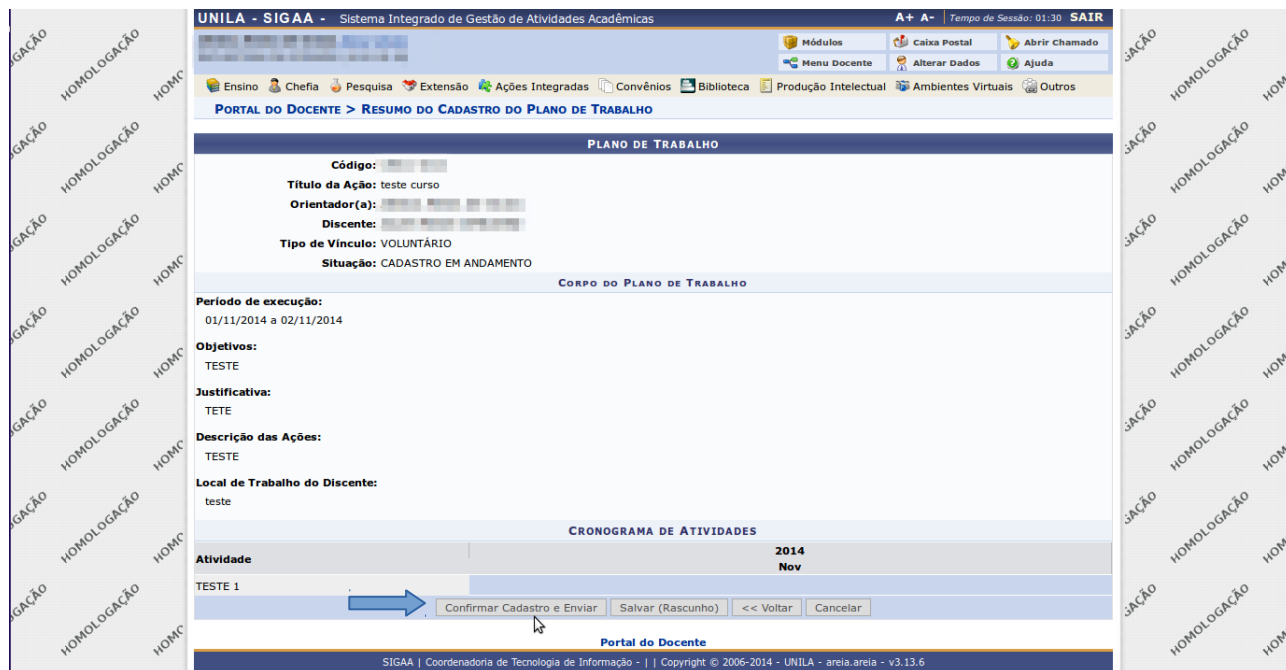 UNILA - SIGAA - Sistema Integrado de Gestão de Atividades Acadêmicas A+ A- Tempo de Sessão: 01:30 SAIR
Módulos Caixa Postal Abrir Chamado
Menu Docente Alterar Dados Ajuda
Ensino Chefia Pesquisa Extensão Ações Integradas Convênios Biblioteca Produção Intelectual Ambientes Virtuais Outros
PORTAL DO DOCENTE > RESUMO DO CADASTRO DO PLANO DE TRABALHO
PLANO DE TRABALHO
Código:
Título da Ação: teste curso
Orientador(a):
Discente:
Tipo de Vínculo: VOLUNTÁRIO
Situação: CADASTRO EM ANDAMENTO
CORPO DO PLANO DE TRABALHO
Período de execução:
01/11/2014 a 02/11/2014
Objetivos:
TESTE
Justificativa:
TETE
Descrição das Ações:
TESTE
Local de Trabalho do Discente:
teste
CRONOGRAMA DE ATIVIDADES
Atividade 2014
Nov
TESTE 1
Confirmar Cadastro e Enviar Salvar (Rascunho) << Voltar Cancelar
Portal do Docente
SIGAA | Coordenadoria de Tecnologia de Informação - | | Copyright © 2006-2014 - UNILA - areia.areia - v3.13.6
HOMOLOGAÇÃO